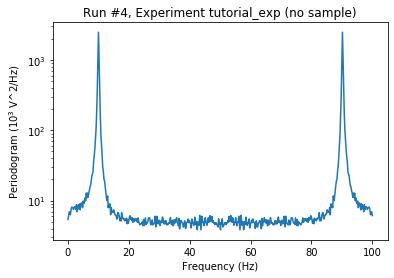 Run #4, Experiment tutorial_exp (no sample)
Periodogram (10³ V^2/Hz)
10³
10²
10¹
0 20 40 60 80 100
Frequency (Hz)